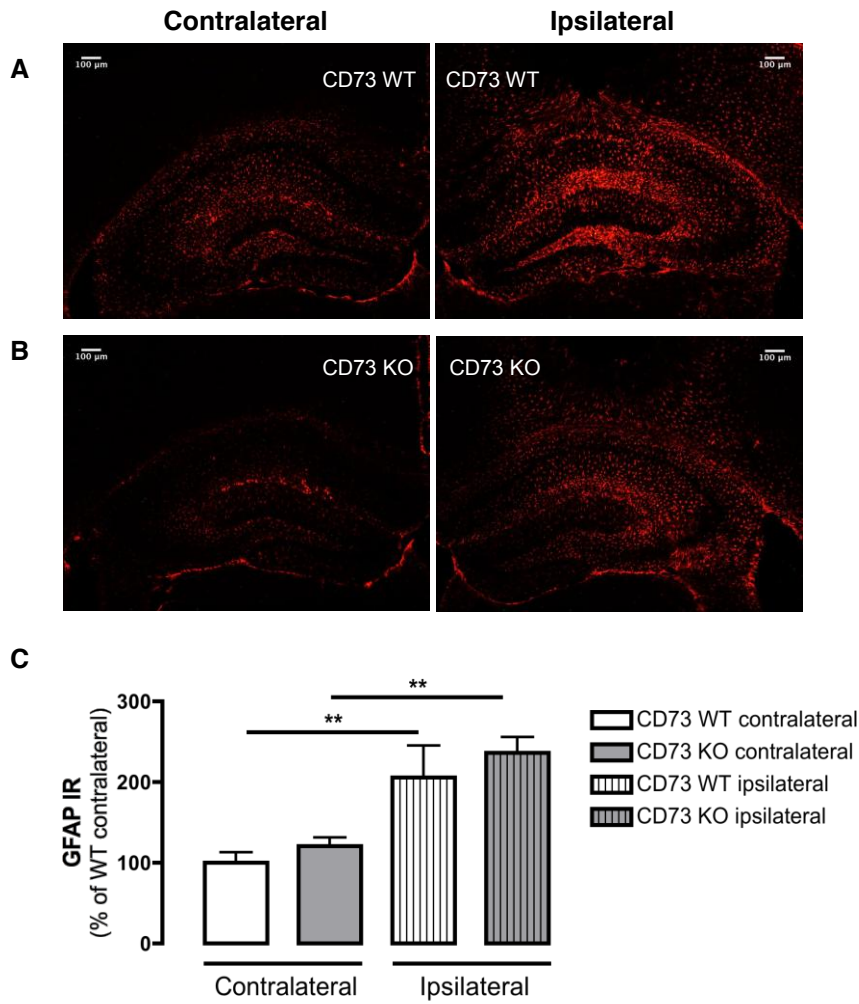 Contralateral
Ipsilateral
A
100 µm
CD73 WT
CD73 WT
100 µm
B
100 µm
CD73 KO
CD73 KO
100 µm
C
GFAP IR
(% of WT contralateral)
300
200
100
0
**
**
Contralateral
Ipsilateral
CD73 WT contralateral
CD73 KO contralateral
CD73 WT ipsilateral
CD73 KO ipsilateral